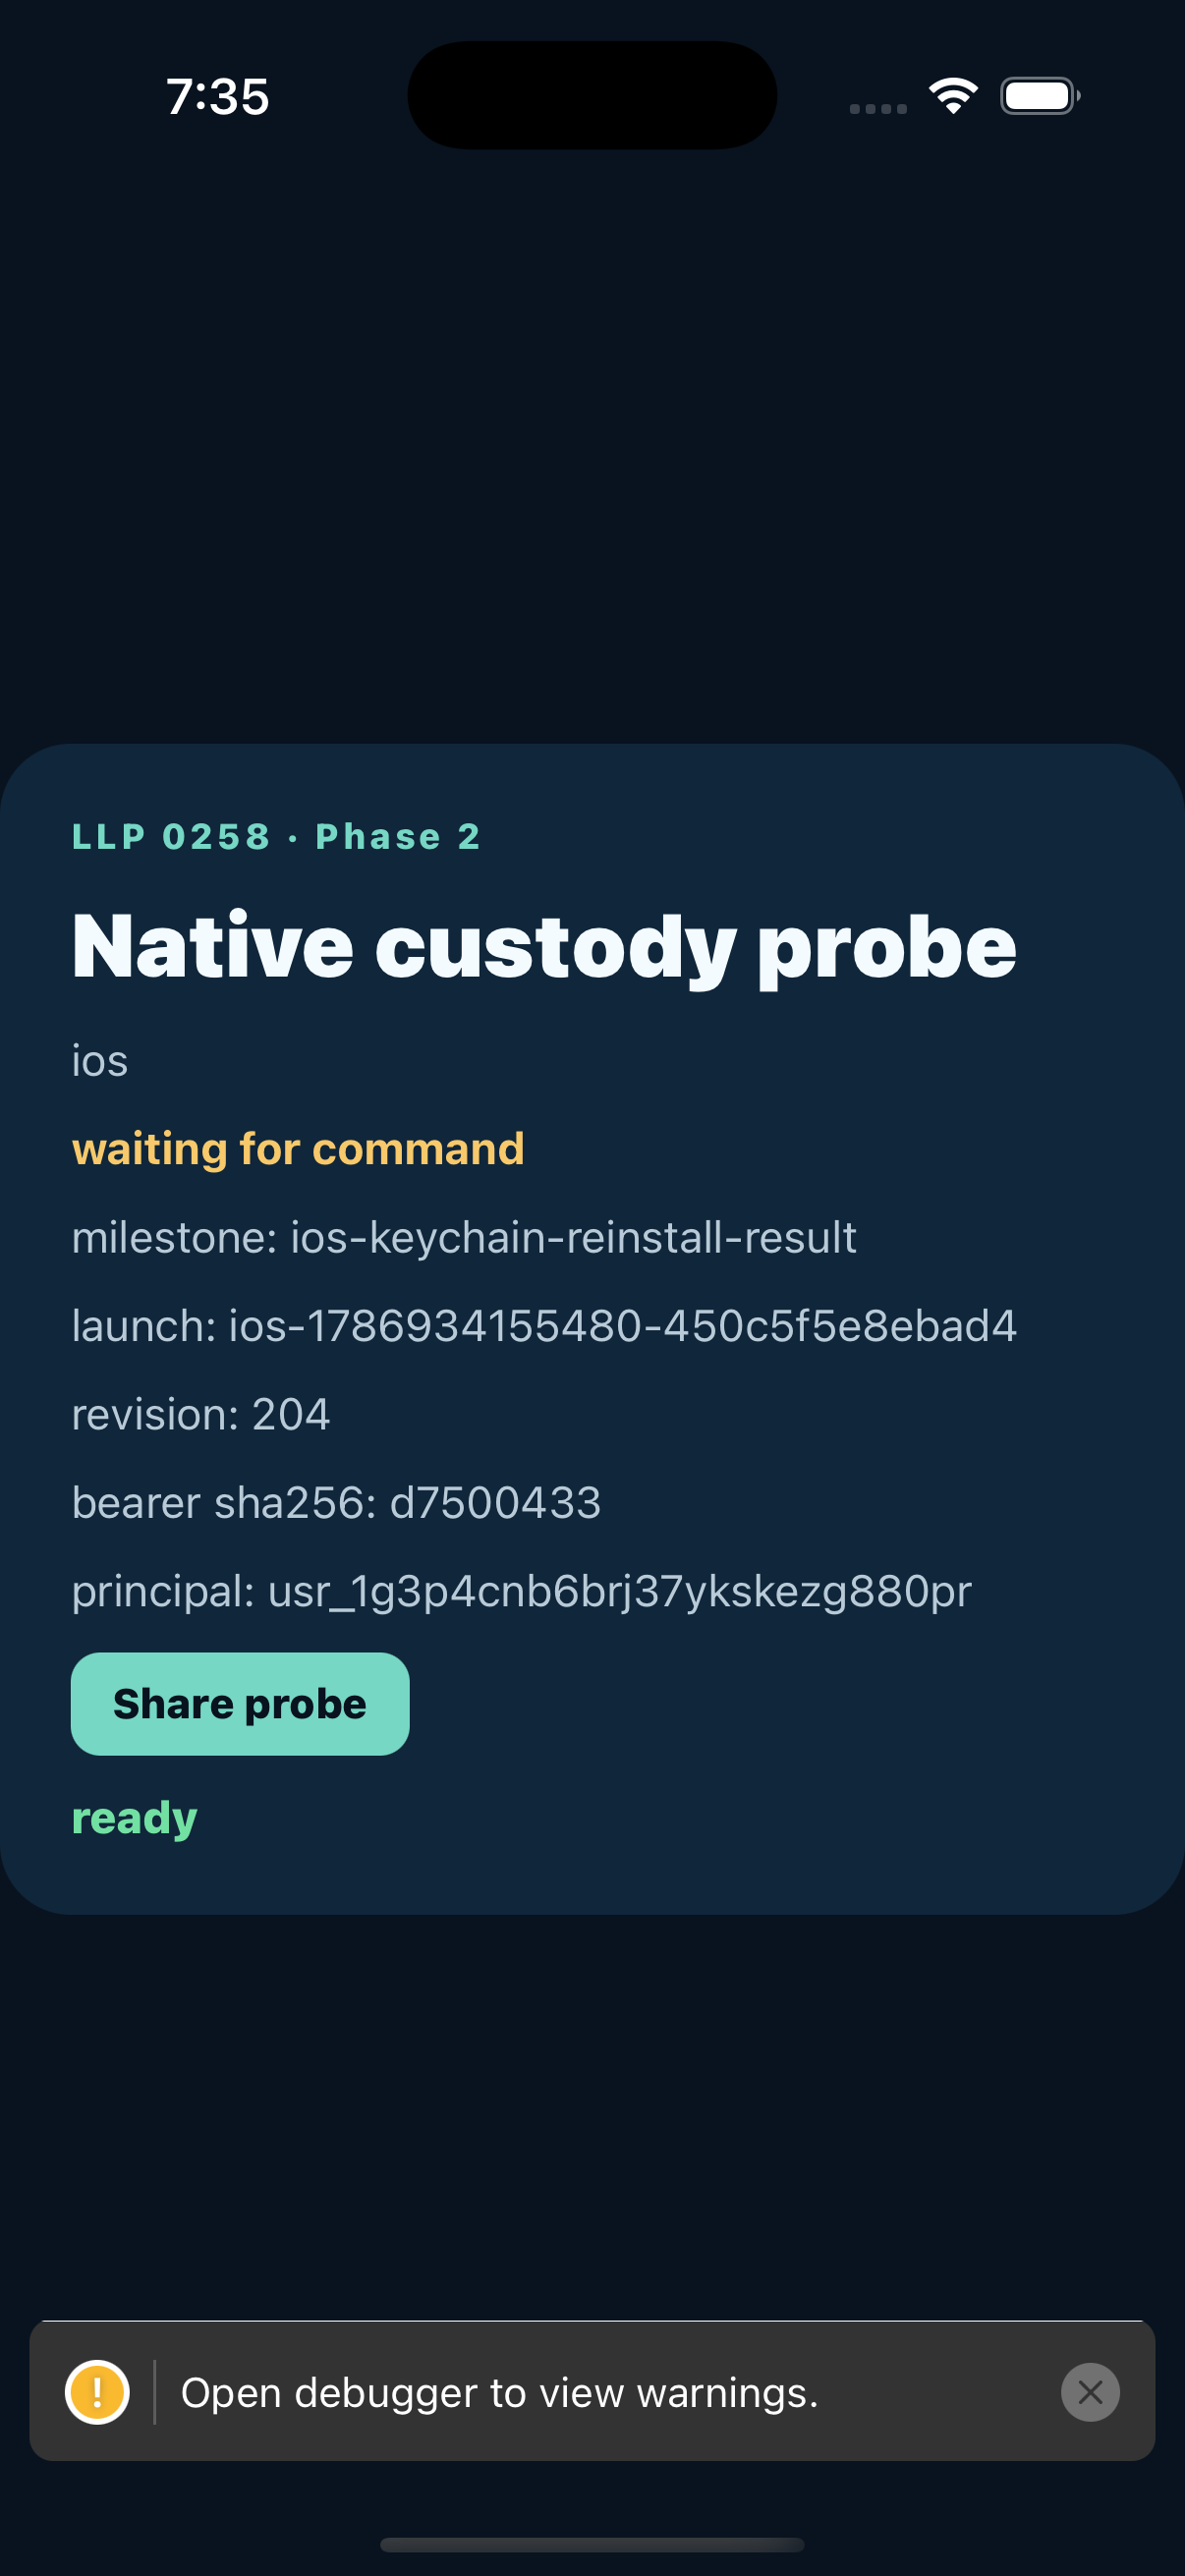 7:35
LLP 0258 · Phase 2
Native custody probe
ios
waiting for command
milestone: ios-keychain-reinstall-result
launch: ios-1786934155480-450c5f5e8ebad4
revision: 204
bearer sha256: d7500433
principal: usr_1g3p4cnb6brj37ykskezg880pr
Share probe
ready
! Open debugger to view warnings.